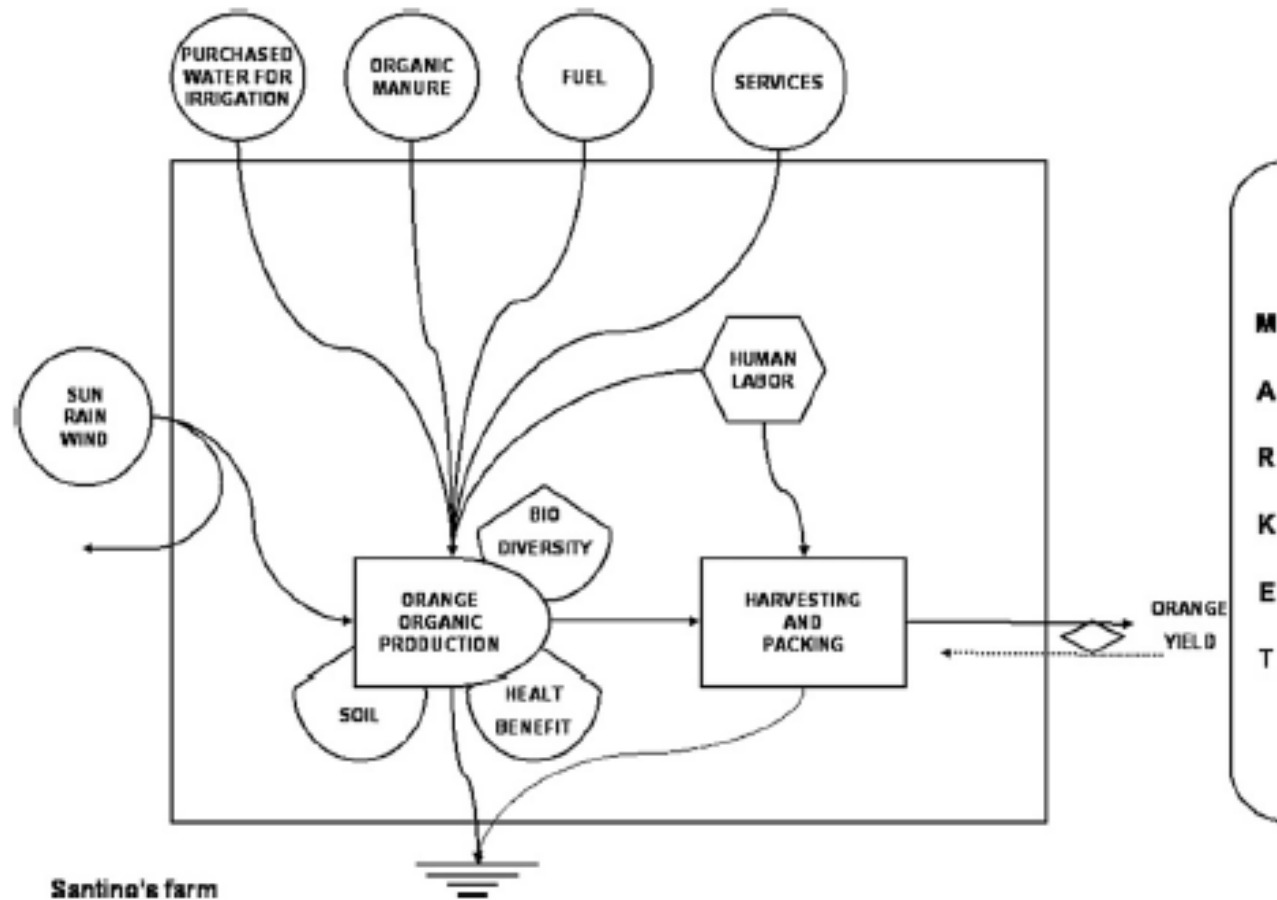 PURCHASED
WATER FOR
IRRIGATION
ORGANIC
MANURE
FUEL
SERVICES
SUN
RAIN
WIND
HUMAN
LABOR
BIO
DIVERSITY
ORANGE
ORGANIC
PRODUCTION
HARVESTING
AND
PACKING
SOIL
HEALT
BENEFIT
ORANGE
YIELD
M
A
R
K
E
T
Santino's farm